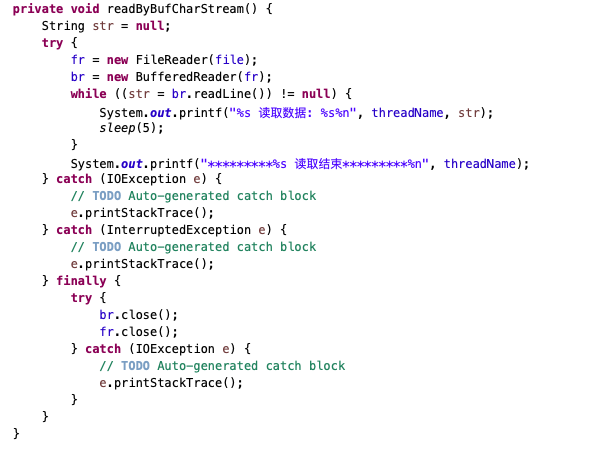 private void readByBufCharStream() {
    String str = null;
    try {
        fr = new FileReader(file);
        br = new BufferedReader(fr);
        while ((str = br.readLine()) != null) {
            System.out.printf("%s 读取数据: %s%n", threadName, str);
            sleep(5);
        }
        System.out.printf("*********%s 读取结束*********%n", threadName);
    } catch (IOException e) {
        // TODO Auto-generated catch block
        e.printStackTrace();
    } catch (InterruptedException e) {
        // TODO Auto-generated catch block
        e.printStackTrace();
    } finally {
        try {
            br.close();
            fr.close();
        } catch (IOException e) {
            // TODO Auto-generated catch block
            e.printStackTrace();
        }
    }
}